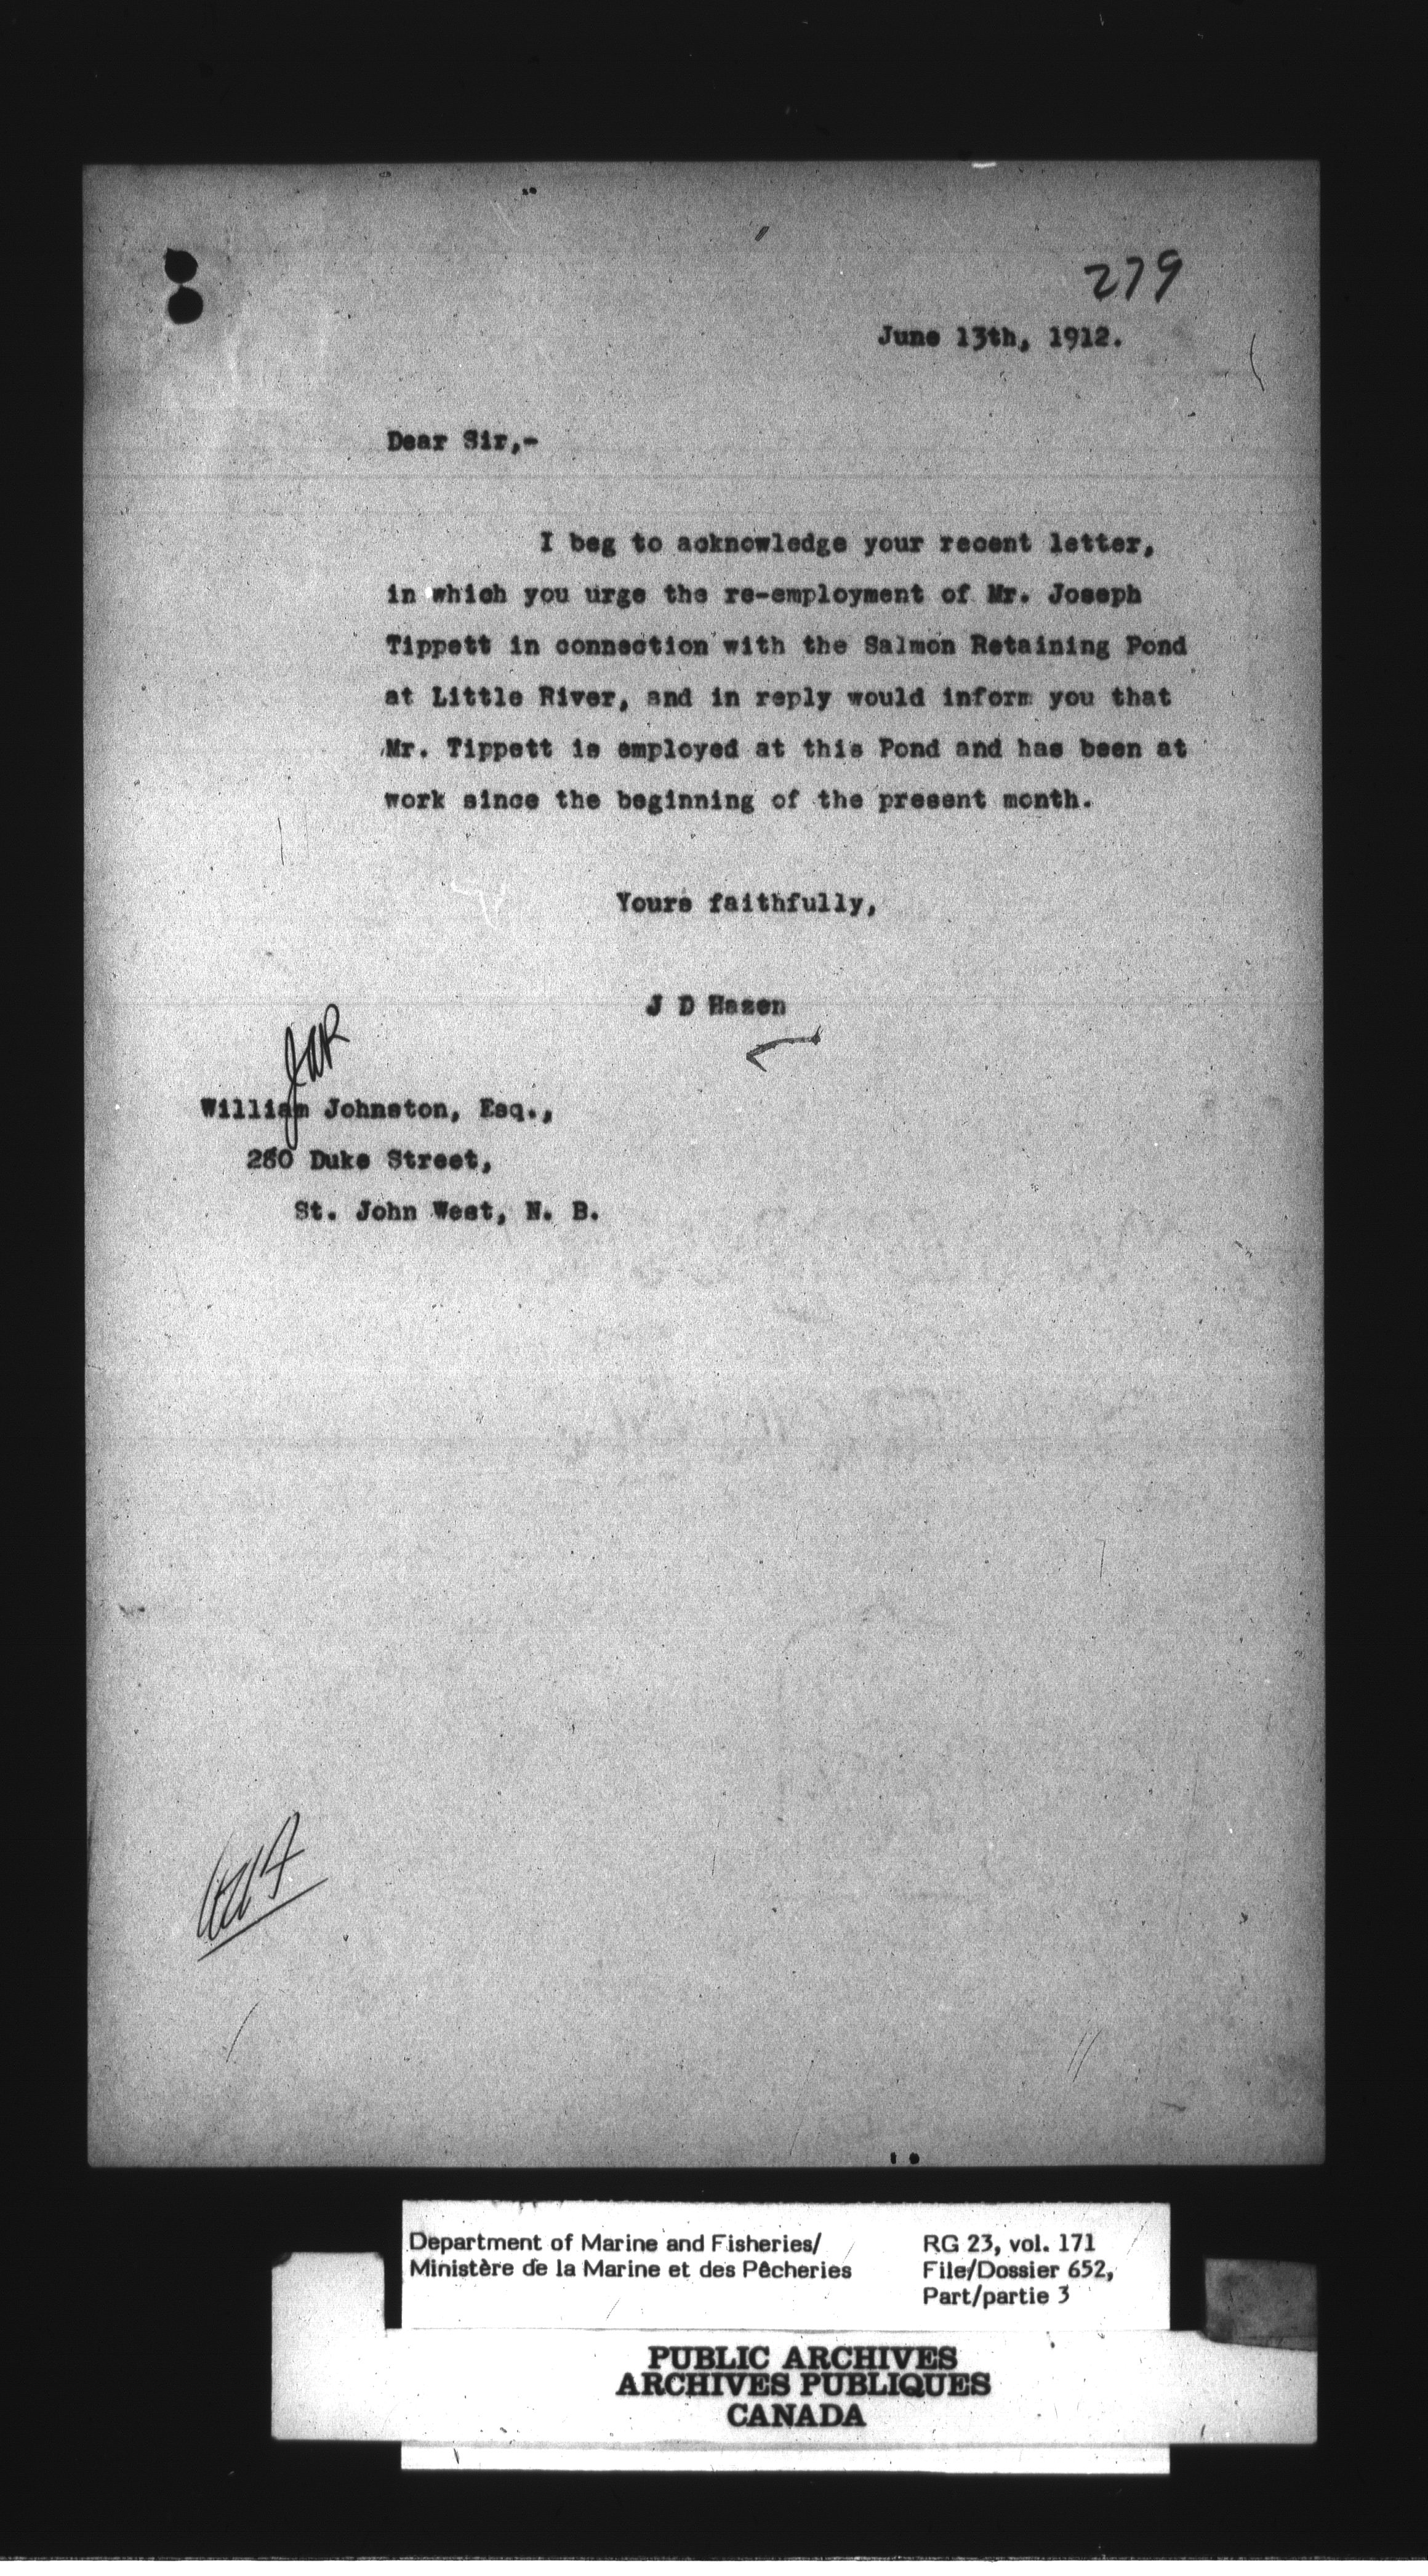 279
June 13th, 1912.
Dear Sir,-
I beg to acknowledge your recent letter,
in which you urge the re-employment of Mr. Joseph
Tippett in connection with the Salmon Retaining Pond
at Little River, and in reply would inform you that
Mr. Tippett is employed at this Pond and has been at
work since the beginning of the present month.
Yours faithfully,
J D Hazen
William Johnston, Esq.,
Duke Street,
St. John West, N. B.
Department of Marine and Fisheries/
Ministère de la Marine et des Pêcheries
RG 23, vol. 171
File/Dossier 652,
Part/partie 3
PUBLIC ARCHIVES
ARCHIVES PUBLIQUES
CANADA